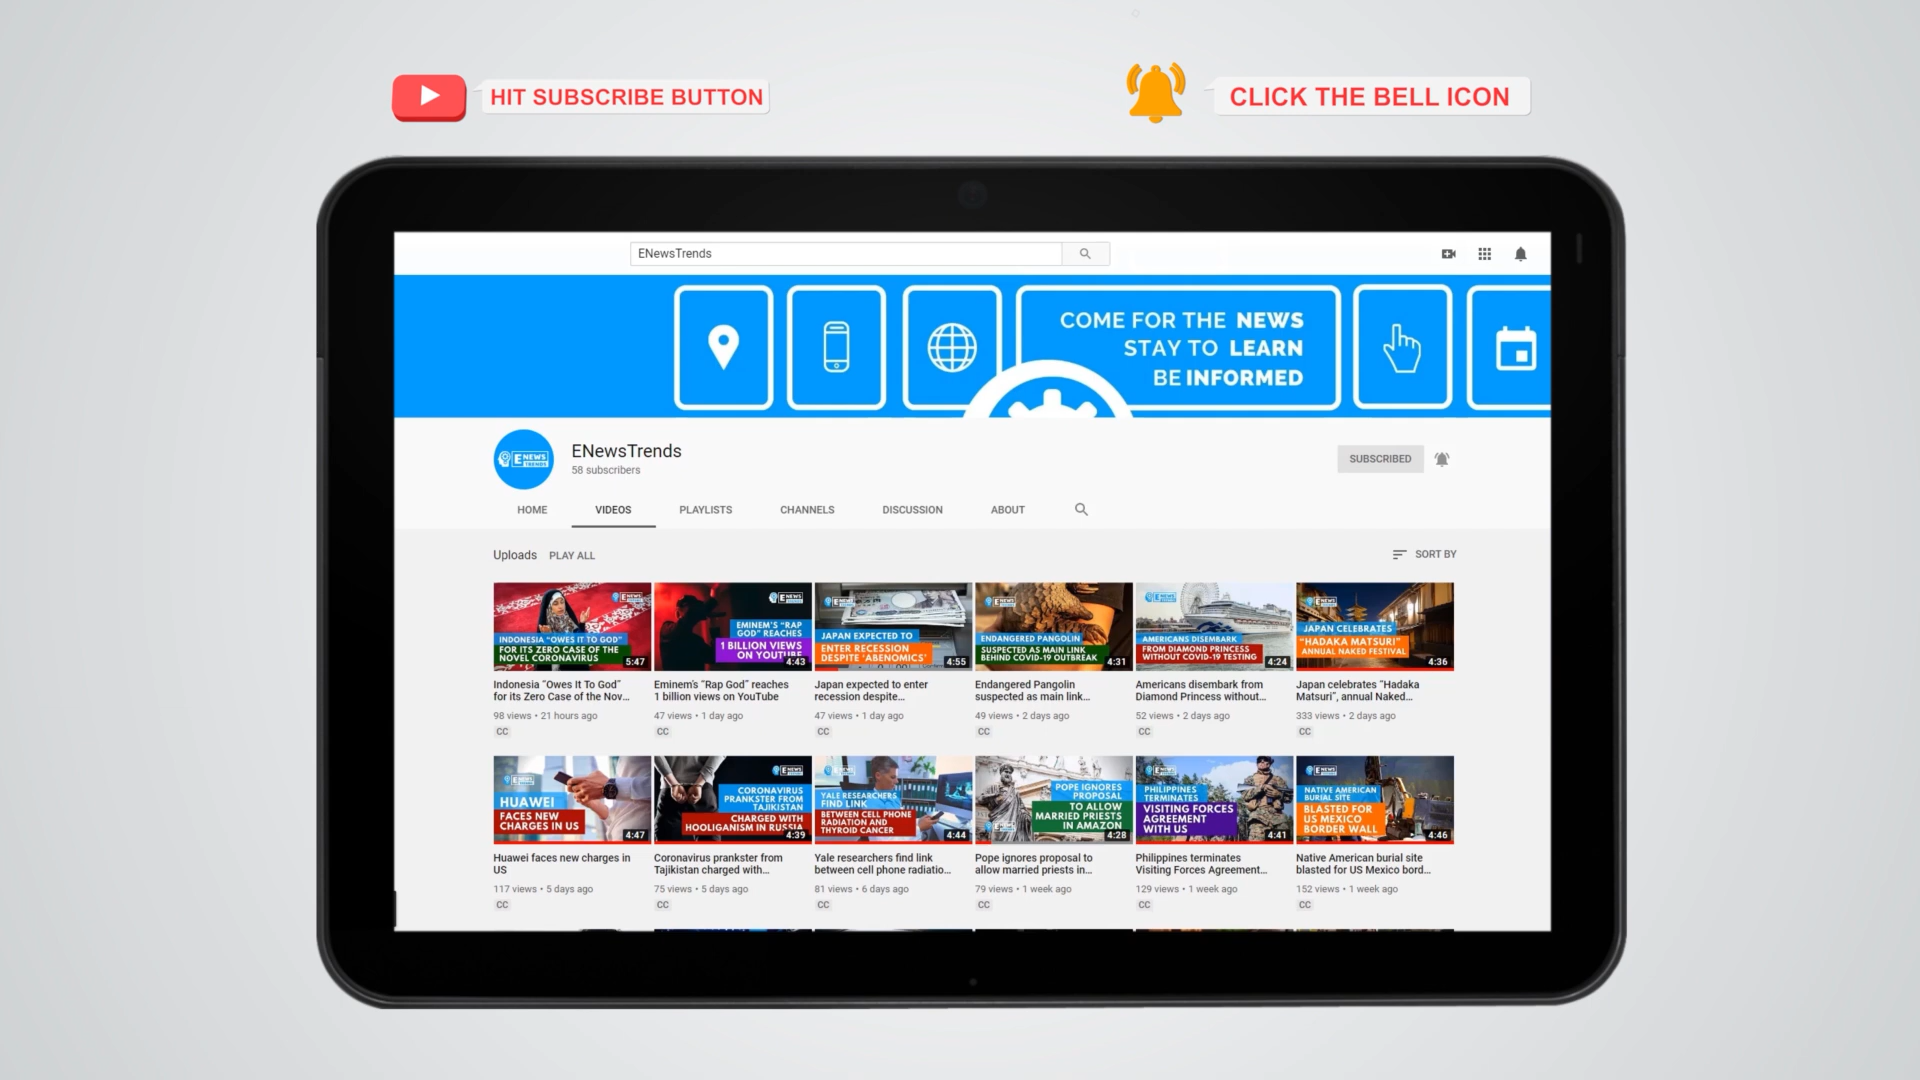 HIT SUBSCRIBE BUTTON
CLICK THE BELL ICON
ENewsTrends
COME FOR THE NEWS
STAY TO LEARN
BE INFORMED
E NEWS
TRENDS
ENewsTrends
58 subscribers
SUBSCRIBED
HOME VIDEOS PLAYLISTS CHANNELS DISCUSSION ABOUT
Uploads PLAY ALL
SORT BY
INDONESIA "OWES IT TO GOD"
FOR ITS ZERO CASE OF THE
NOVEL CORONAVIRUS
5:47
EMINEM'S "RAP
GOD" REACHES
1 BILLION VIEWS
ON YOUTUBE
4:43
JAPAN EXPECTED TO
ENTER RECESSION
DESPITE 'ABENOMICS'
4:55
ENDANGERED PANGOLIN
SUSPECTED AS MAIN LINK
BEHIND COVID-19 OUTBREAK
4:31
AMERICANS DISEMBARK
FROM DIAMOND PRINCESS
WITHOUT COVID-19 TESTING
4:24
JAPAN CELEBRATES
"HADAKA MATSURI"
ANNUAL NAKED FESTIVAL
4:36
Indonesia "Owes It To God"
for its Zero Case of the Nov...
98 views • 21 hours ago
CC
Eminem's "Rap God" reaches
1 billion views on YouTube
47 views • 1 day ago
CC
Japan expected to enter
recession despite...
47 views • 1 day ago
CC
Endangered Pangolin
suspected as main link...
49 views • 2 days ago
CC
Americans disembark from
Diamond Princess without...
52 views • 2 days ago
CC
Japan celebrates "Hadaka
Matsuri", annual Naked...
333 views • 2 days ago
CC
HUAWEI
FACES NEW
CHARGES IN US
4:47
CORONAVIRUS
PRANKSTER FROM
TAJIKISTAN
CHARGED WITH
HOOLIGANISM IN RUSSIA
4:39
YALE RESEARCHERS
FIND LINK
BETWEEN CELL PHONE
RADIATION AND
THYROID CANCER
4:44
POPE IGNORES
PROPOSAL
TO ALLOW
MARRIED PRIESTS
IN AMAZON
4:28
PHILIPPINES
TERMINATES
VISITING FORCES
AGREEMENT
WITH US
4:41
NATIVE AMERICAN
BURIAL SITE
BLASTED FOR
US MEXICO
BORDER WALL
4:46
Huawei faces new charges in
US
117 views • 5 days ago
CC
Coronavirus prankster from
Tajikistan charged with...
75 views • 5 days ago
CC
Yale researchers find link
between cell phone radiatio...
81 views • 6 days ago
CC
Pope ignores proposal to
allow married priests in...
79 views • 1 week ago
CC
Philippines terminates
Visiting Forces Agreement...
129 views • 1 week ago
CC
Native American burial site
blasted for US Mexico bord...
152 views • 1 week ago
CC